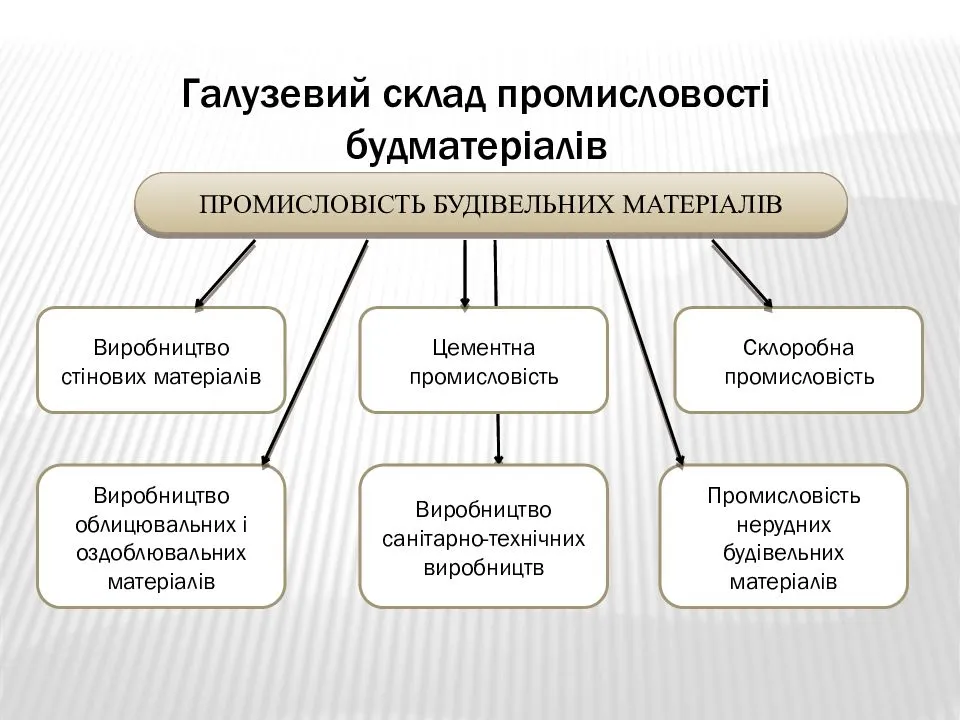 Галузевий склад промисловості
будматеріалів
ПРОМИСЛОВІСТЬ БУДІВЕЛЬНИХ МАТЕРІАЛІВ
Виробництво
стінових матеріалів
Цементна
промисловість
Склоробна
промисловість
Виробництво
облицювальних і
оздоблювальних
матеріалів
Виробництво
санітарно-технічних
виробництв
Промисловість
нерудних
будівельних
матеріалів